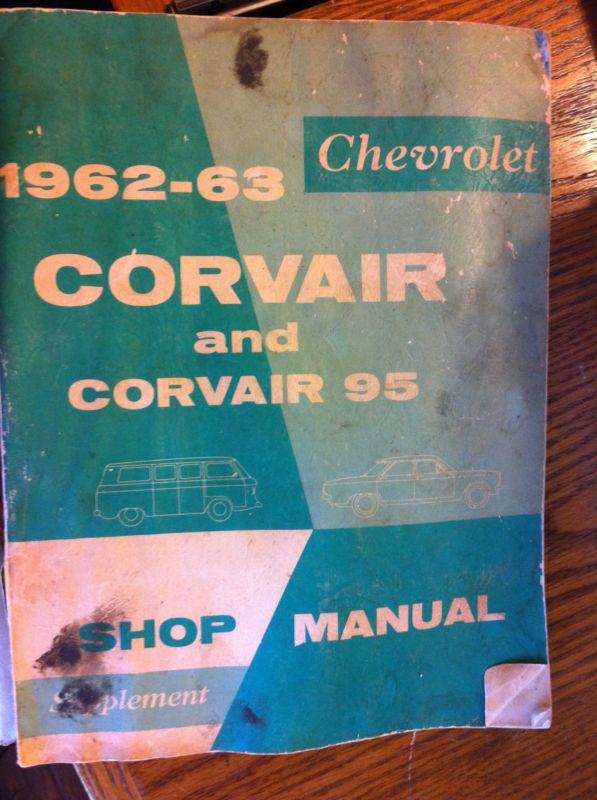 Chevrolet
1962-63
CORVAIR
and
CORVAIR 95
SHOP MANUAL
Supplement